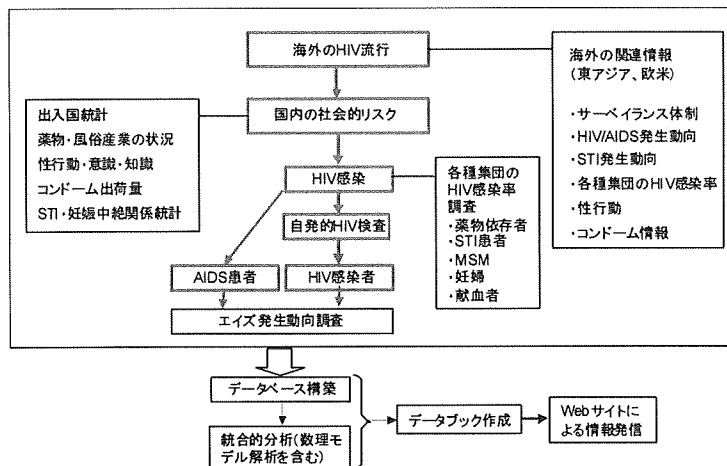 海外のHIV流行
国内の社会的リスク
HIV感染
自発的HIV検査
AIDS患者
HIV感染者
エイズ発生動向調査
出入国統計
薬物・風俗産業の状況
性行動・意識・知識
コンドーム出荷量
STI・妊娠中絶関係統計
各種集団の
HIV感染率
調査
・薬物依存者
・STI患者
・MSM
・妊婦
・献血者
海外の関連情報
(東アジア、欧米)
・サーベイランス体制
・HIV/AIDS発生動向
・STI発生動向
・各種集団のHIV感染率
・性行動
・コンドーム情報
データベース構築
統合的分析(数理モ
デル解析を含む)
データブック作成
Webサイトに
よる情報発信